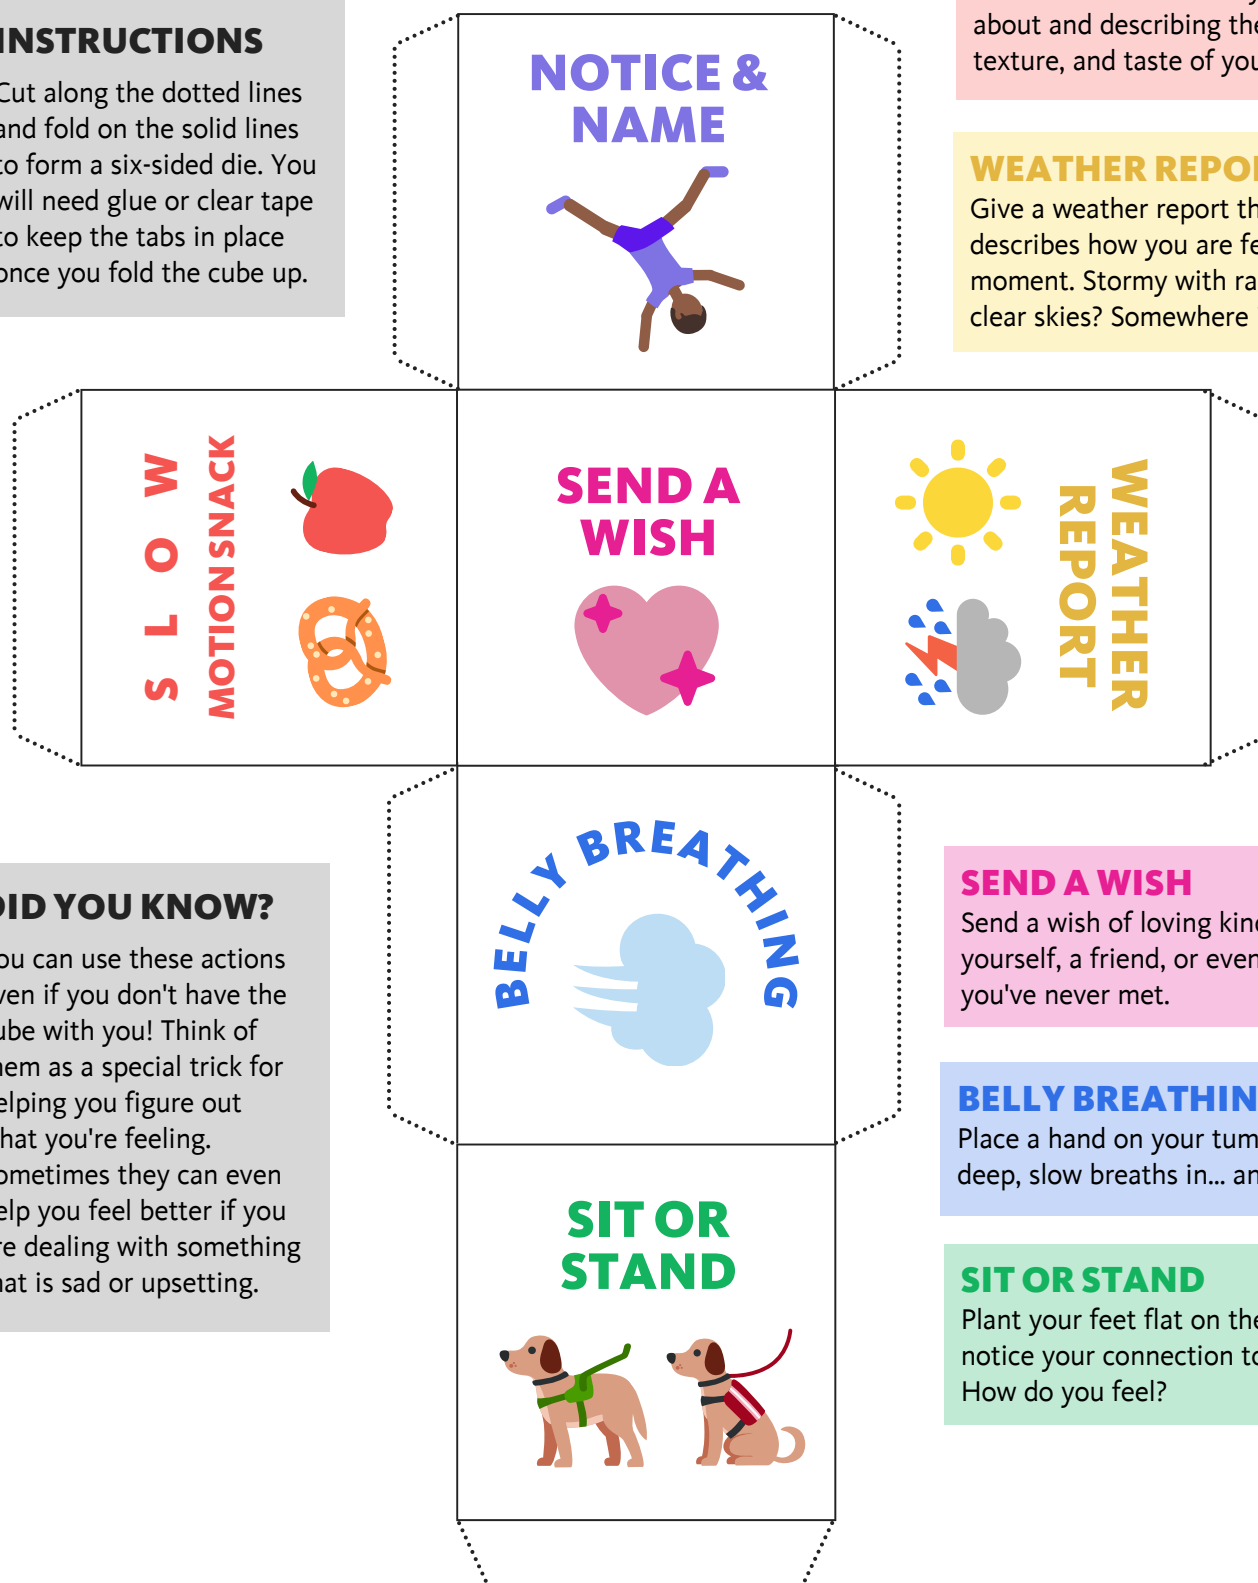 INSTRUCTIONS
Cut along the dotted lines
and fold on the solid lines
to form a six-sided die. You
will need glue or clear tape
to keep the tabs in place
once you fold the cube up.
NOTICE &
NAME
about and describing the
texture, and taste of you
WEATHER REPO
Give a weather report th
describes how you are fe
moment. Stormy with ra
clear skies? Somewhere
SLOW
MOTION SNACK
SEND A
WISH
WEATHER
REPORT
BELLY BREATHING
DID YOU KNOW?
ou can use these actions
ven if you don't have the
ube with you! Think of
hem as a special trick for
elping you figure out
hat you're feeling.
ometimes they can even
elp you feel better if you
re dealing with something
hat is sad or upsetting.
SEND A WISH
Send a wish of loving kin
yourself, a friend, or even
you've never met.
BELLY BREATHIN
Place a hand on your tum
deep, slow breaths in... an
SIT OR
STAND
SIT OR STAND
Plant your feet flat on the
notice your connection to
How do you feel?